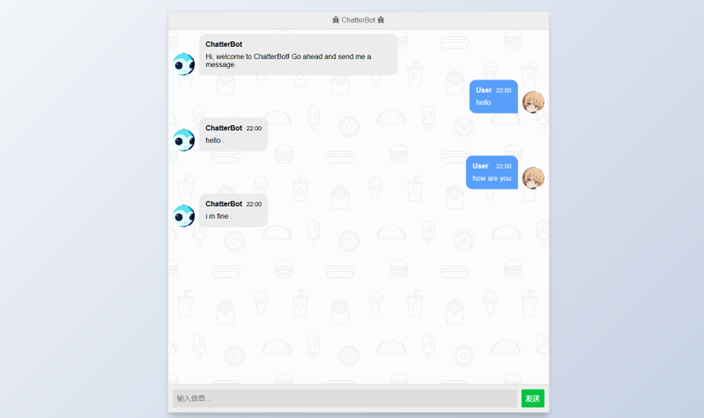 ChatterBot
ChatterBot
Hi, welcome to ChatterBot! Go ahead and send me a
message.
User 22:00
hello
ChatterBot 22:00
hello .
User 22:00
how are you
ChatterBot 22:00
i m fine .
输入信息...
发送